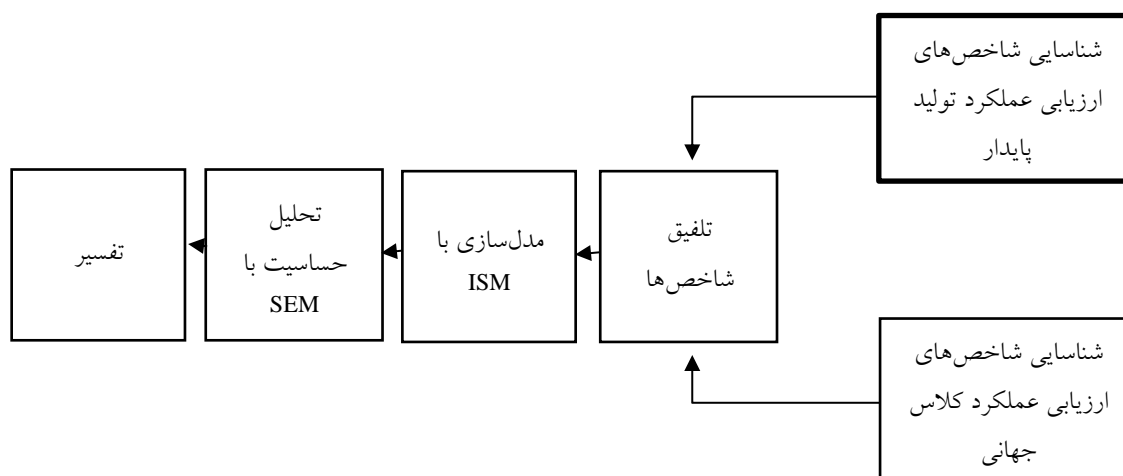 شناسایی شاخص‌های
ارزیابی عملکرد تولید
پایدار
شناسایی شاخص‌های
ارزیابی عملکرد کلاس
جهانی
تلفیق
شاخص‌ها
مدل‌سازی با
ISM
تحلیل
حساسیت با
SEM
تفسیر